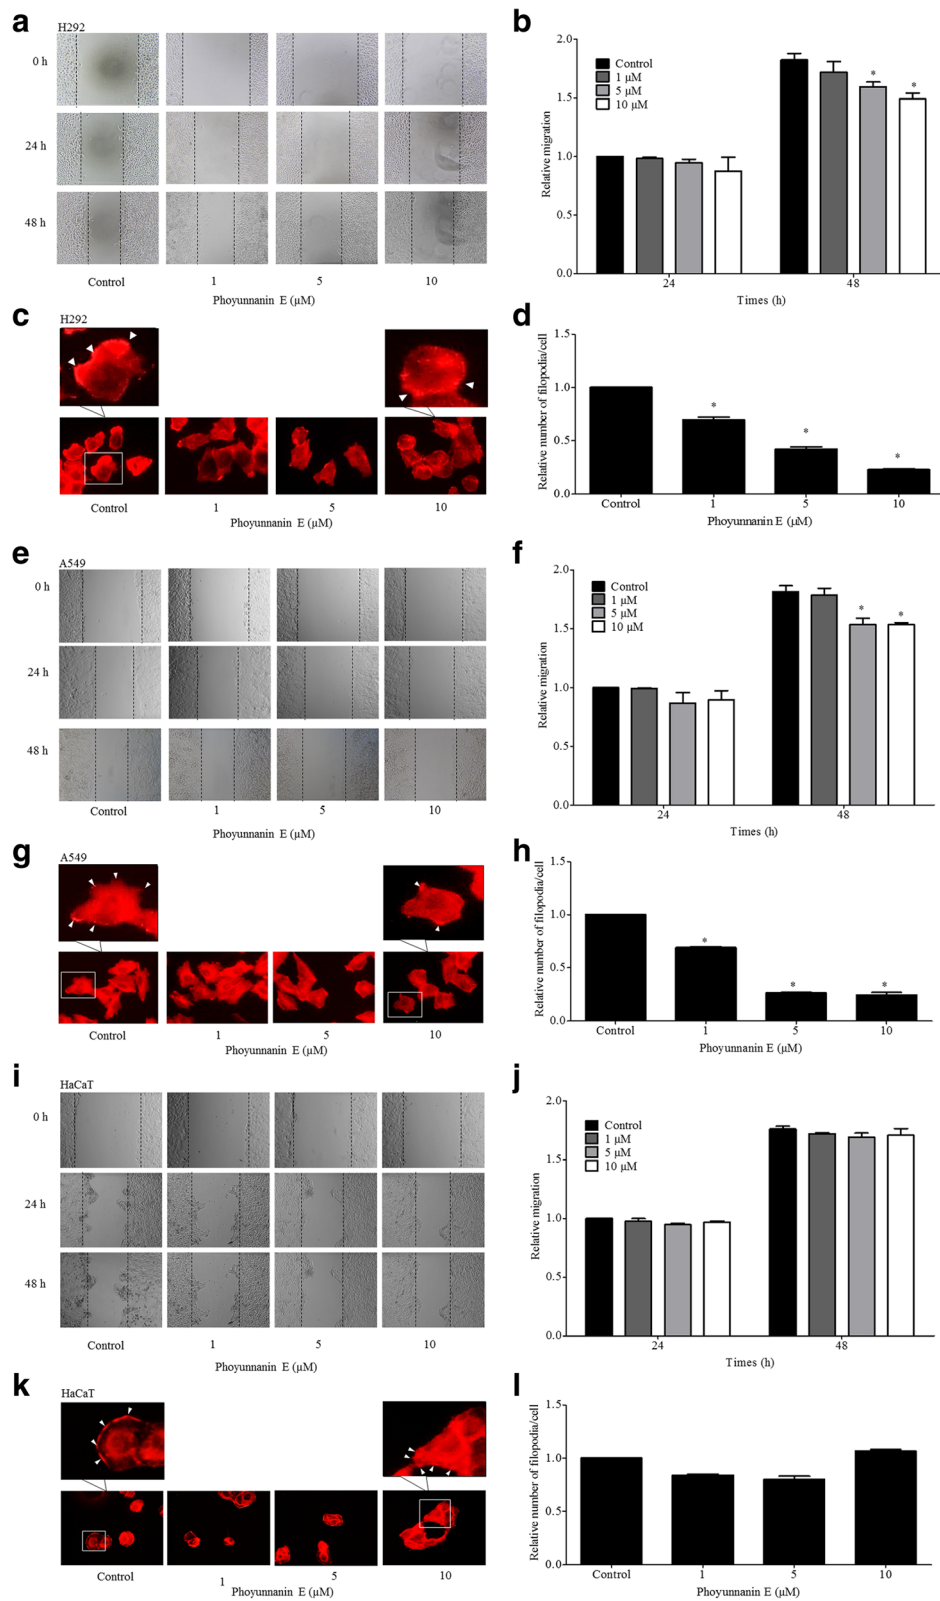 a
H292
0 h
24 h
48 h
Control 1 5 10
Phoyunnanin E (µM)
b
Relative migration
2.0
1.5
1.0
0.5
0.0
Control
1 µM
5 µM
10 µM
* *
24 48
Times (h)
c
H292
Control 1 5 10
Phoyunnanin E (µM)
d
Relative number of filopodia/cell
1.5
1.0
0.5
0.0
* * *
Control 1 5 10
Phoyunnanin E (µM)
e
A549
0 h
24 h
48 h
Control 1 5 10
Phoyunnanin E (µM)
f
Relative migration
2.0
1.5
1.0
0.5
0.0
Control
1 µM
5 µM
10 µM
* *
24 48
Times (h)
g
A549
Control 1 5 10
Phoyunnanin E (µM)
h
Relative number of filopodia/cell
1.5
1.0
0.5
0.0
* * *
Control 1 5 10
Phoyunnanin E (µM)
i
HaCaT
0 h
24 h
48 h
Control 1 5 10
Phoyunnanin E (µM)
j
Relative migration
2.0
1.5
1.0
0.5
0.0
Control
1 µM
5 µM
10 µM
24 48
Times (h)
k
HaCaT
Control 1 5 10
Phoyunnanin E (µM)
l
Relative number of filopodia/cell
1.5
1.0
0.5
0.0
Control 1 5 10
Phoyunnanin E (µM)